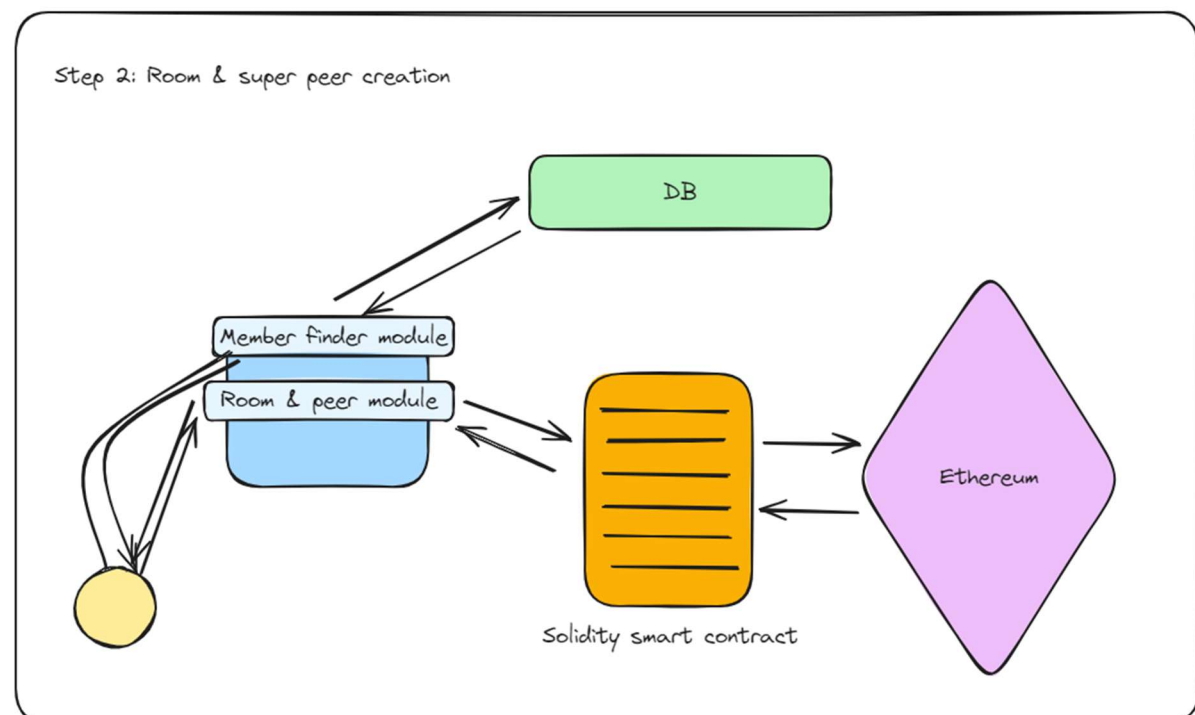 Step 2: Room & super peer creation
DB
Member finder module
Room & peer module
Ethereum
Solidity smart contract